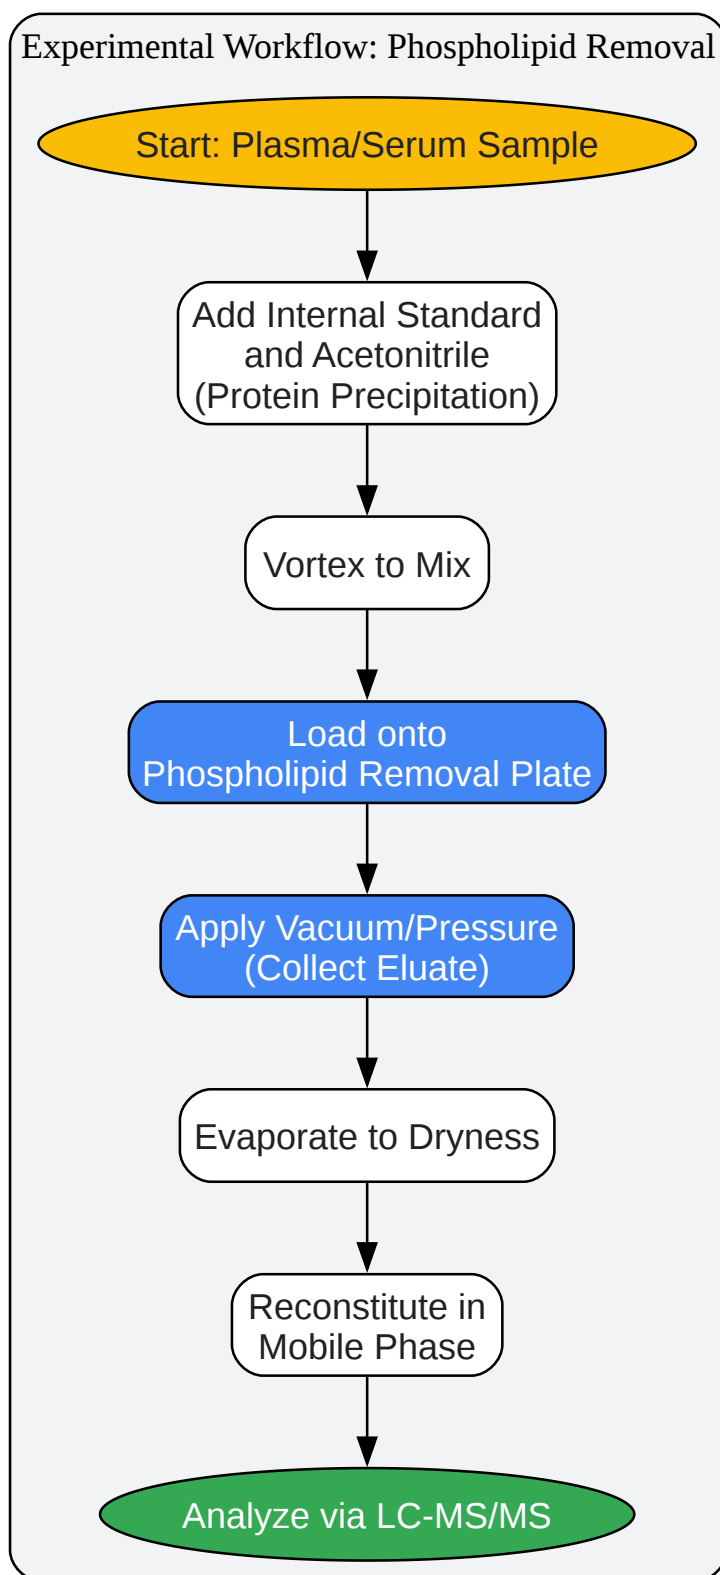 Experimental Workflow: Phospholipid Removal
Start: Plasma/Serum Sample
Add Internal Standard
and Acetonitrile
(Protein Precipitation)
Vortex to Mix
Load onto
Phospholipid Removal Plate
Apply Vacuum/Pressure
(Collect Eluate)
Evaporate to Dryness
Reconstitute in
Mobile Phase
Analyze via LC-MS/MS